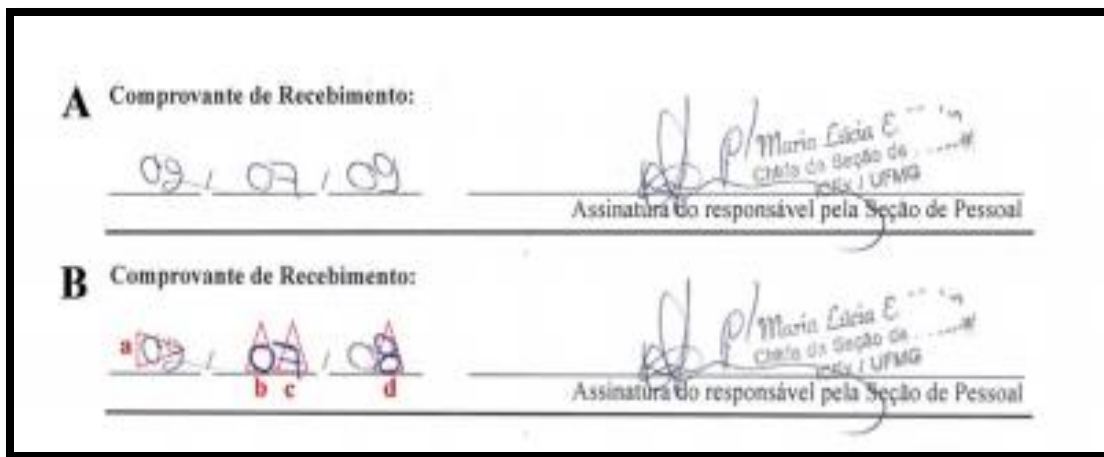 A Comprovante de Recebimento:
09 / 07 / 09
p/ Maria Lúcia E
Chefe da Seção de
ICEx / UFMG
Assinatura do responsável pela Seção de Pessoal
B Comprovante de Recebimento:
a 09 / 07 / 08
b c d
p/ Maria Lúcia E
Chefe da Seção de
ICEx / UFMG
Assinatura do responsável pela Seção de Pessoal